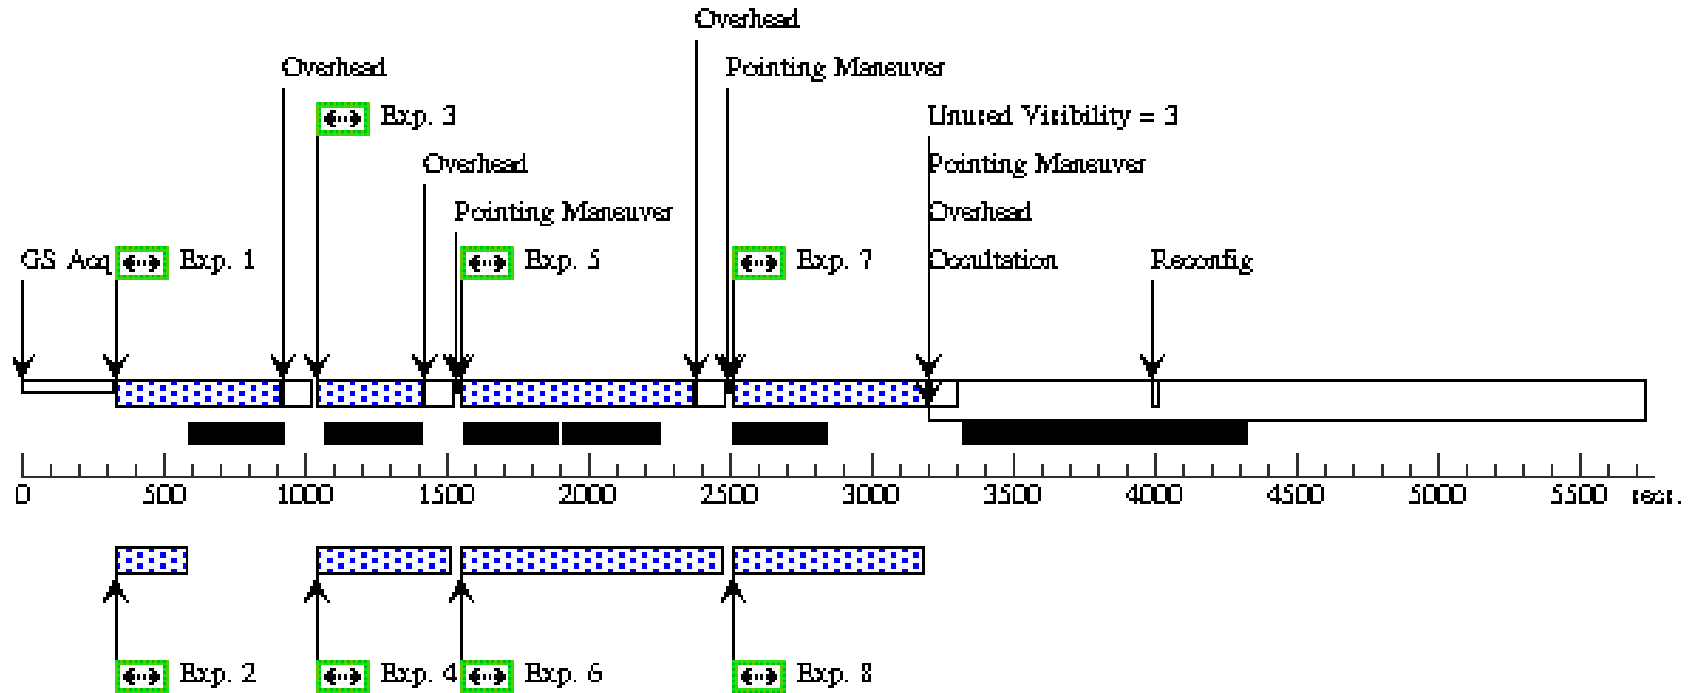 Overhead
Overhead
Pointing Maneuver
Exp. 3
Unused Visibility = 3
Overhead
Pointing Maneuver
Pointing Maneuver
Overhead
GS Acq
Exp. 1
Exp. 5
Exp. 7
Occultation
Reconfig
0 500 1000 1500 2000 2500 3000 3500 4000 4500 5000 5500 secs.
Exp. 2
Exp. 4
Exp. 6
Exp. 8